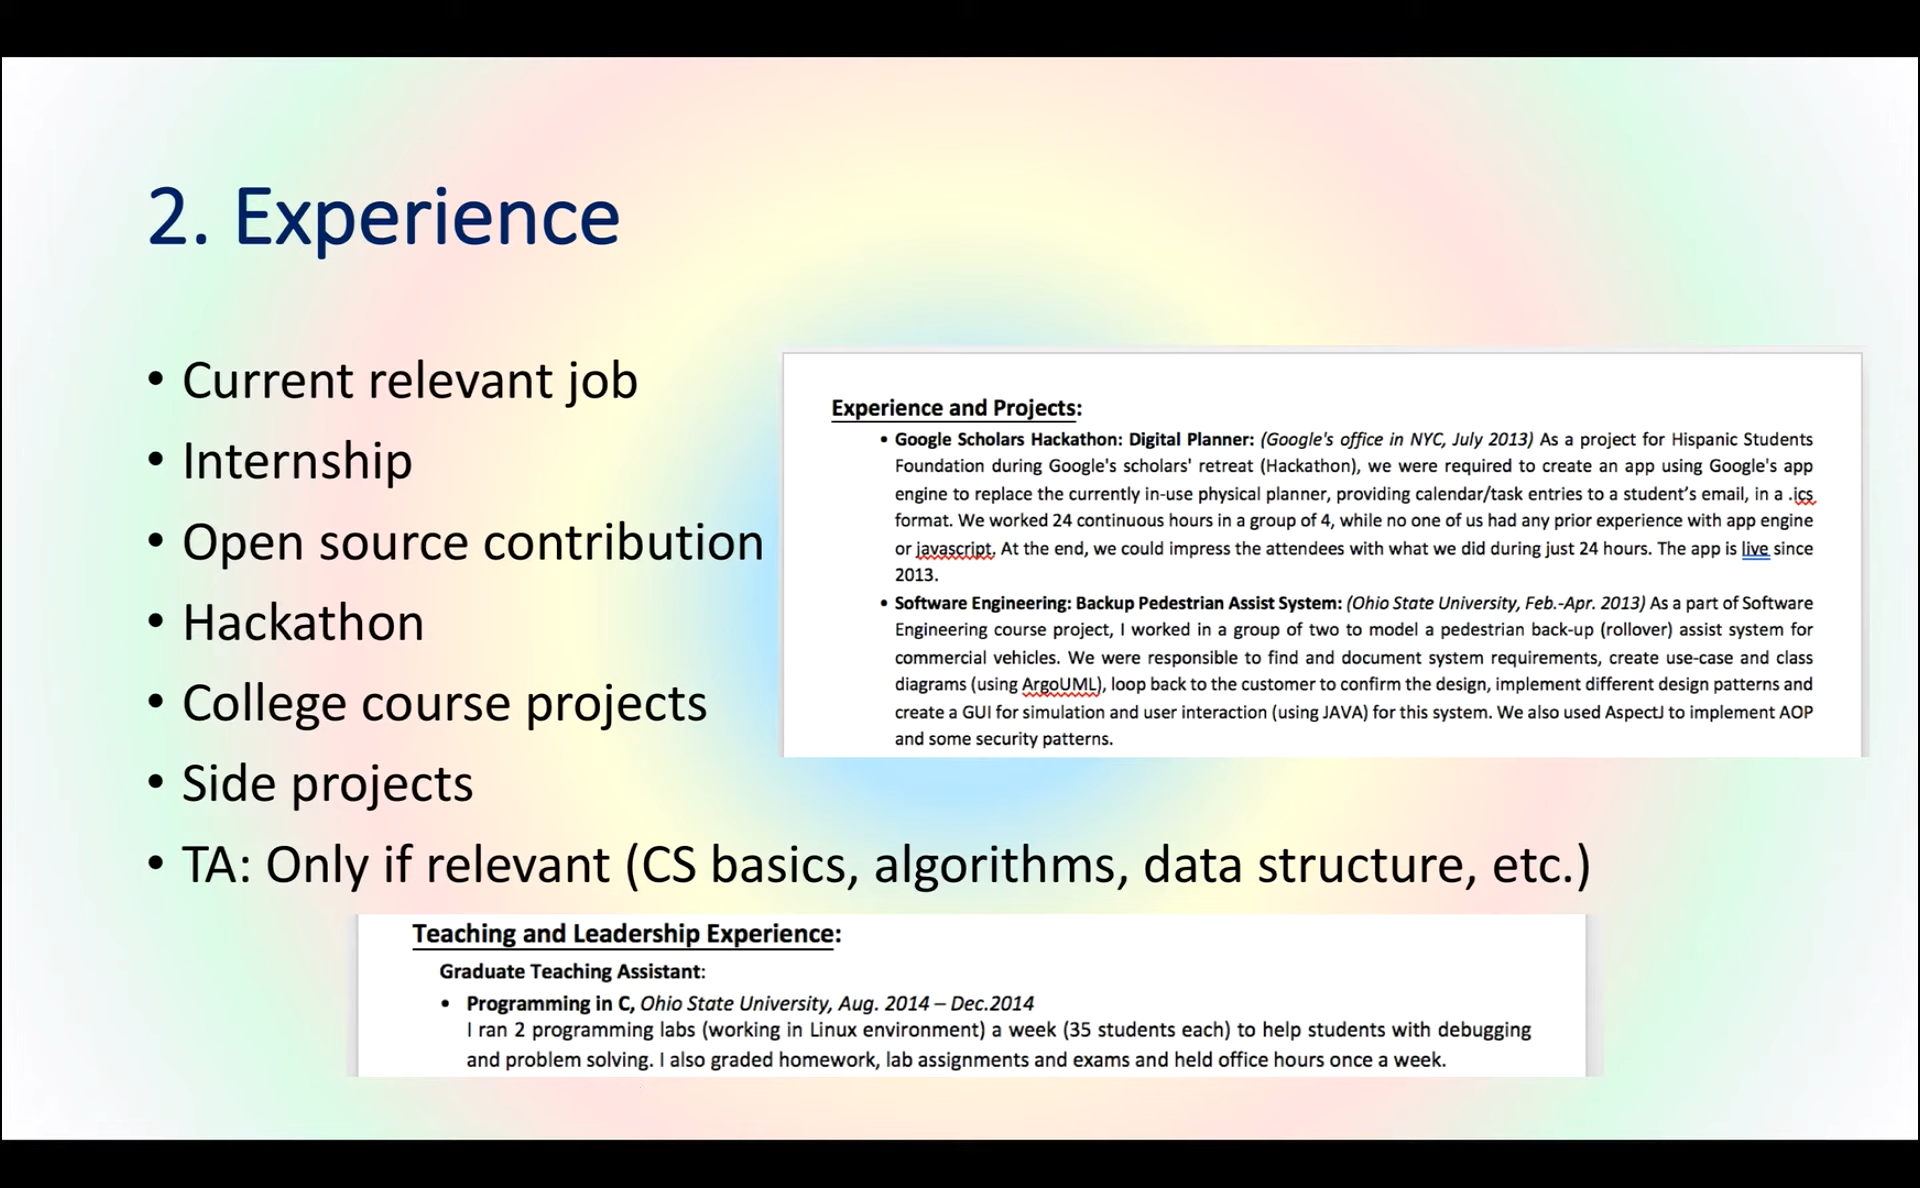 2. Experience
• Current relevant job
• Internship
• Open source contribution
• Hackathon
• College course projects
• Side projects
• TA: Only if relevant (CS basics, algorithms, data structure, etc.)
Experience and Projects:
• Google Scholars Hackathon: Digital Planner: (Google's office in NYC, July 2013) As a project for Hispanic Students
Foundation during Google's scholars' retreat (Hackathon), we were required to create an app using Google's app
engine to replace the currently in-use physical planner, providing calendar/task entries to a student’s email, in a .ics
format. We worked 24 continuous hours in a group of 4, while no one of us had any prior experience with app engine
or javascript. At the end, we could impress the attendees with what we did during just 24 hours. The app is live since
2013.
• Software Engineering: Backup Pedestrian Assist System: (Ohio State University, Feb.-Apr. 2013) As a part of Software
Engineering course project, I worked in a group of two to model a pedestrian back-up (rollover) assist system for
commercial vehicles. We were responsible to find and document system requirements, create use-case and class
diagrams (using ArgoUML), loop back to the customer to confirm the design, implement different design patterns and
create a GUI for simulation and user interaction (using JAVA) for this system. We also used AspectJ to implement AOP
and some security patterns.
Teaching and Leadership Experience:
Graduate Teaching Assistant:
• Programming in C, Ohio State University, Aug. 2014 – Dec.2014
I ran 2 programming labs (working in Linux environment) a week (35 students each) to help students with debugging
and problem solving. I also graded homework, lab assignments and exams and held office hours once a week.